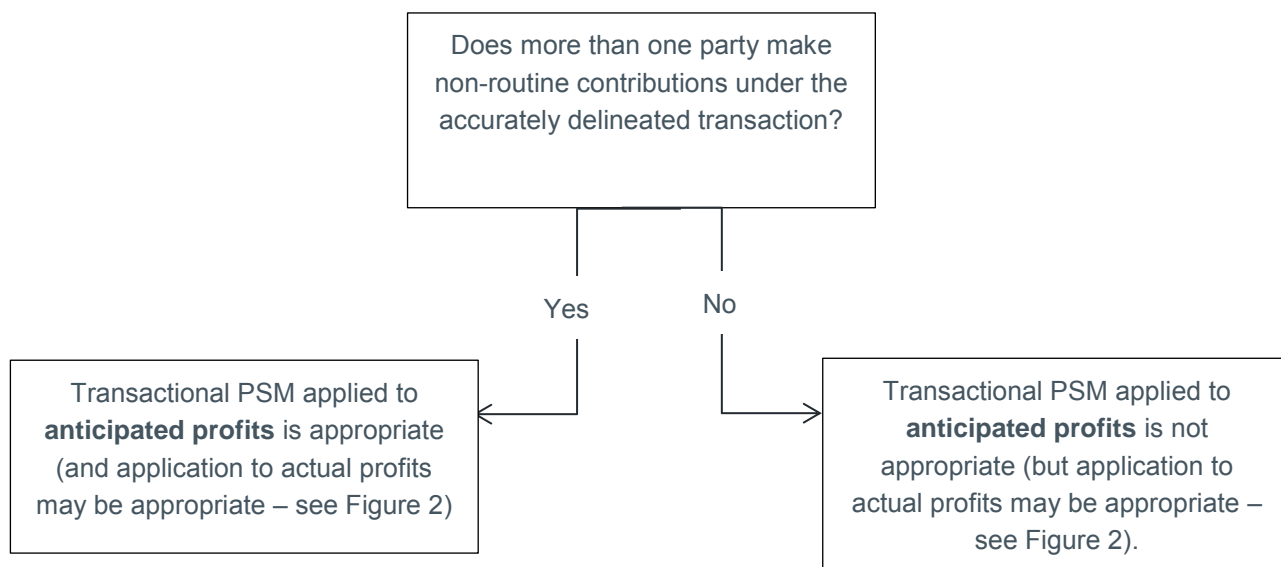 Does more than one party make
non-routine contributions under the
accurately delineated transaction?
Yes
No
Transactional PSM applied to
anticipated profits is appropriate
(and application to actual profits
may be appropriate – see Figure 2)
Transactional PSM applied to
anticipated profits is not
appropriate (but application to
actual profits may be appropriate –
see Figure 2).